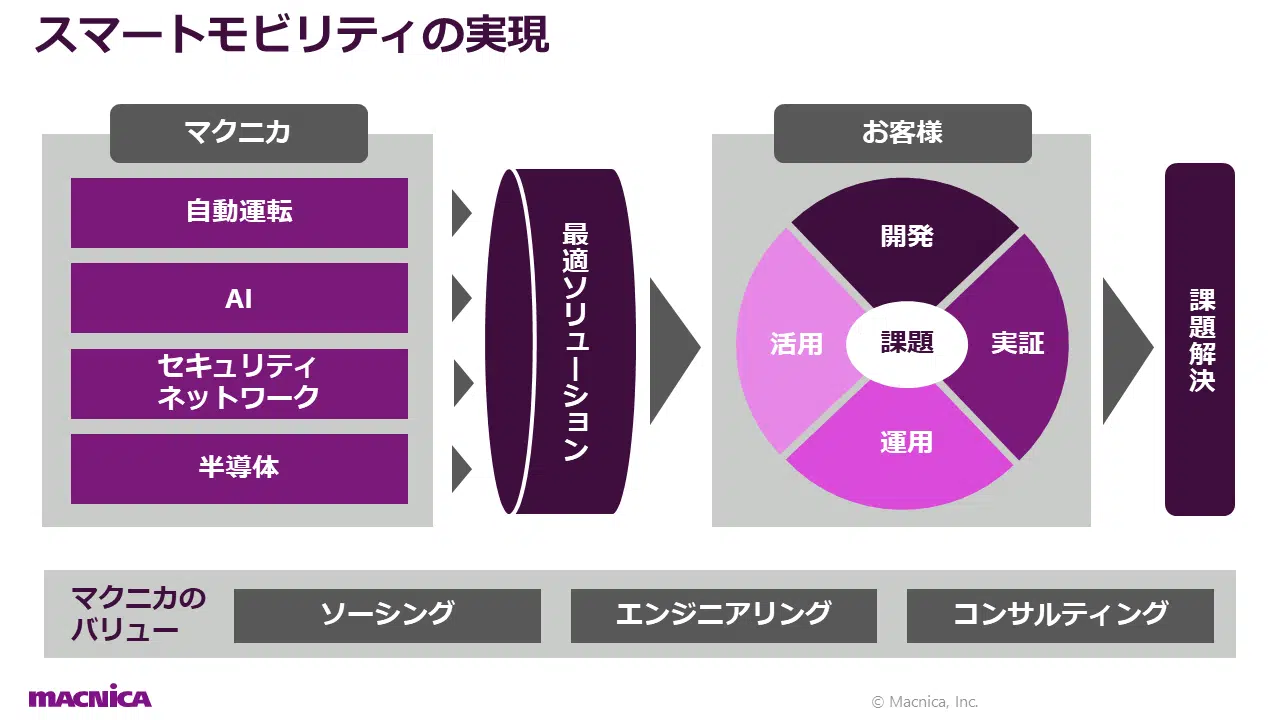 スマートモビリティの実現
マクニカ
自動運転
AI
セキュリティ
ネットワーク
半導体
最適ソリューション
お客様
開発
活用
課題
実証
運用
課題解決
マクニカの
バリュー
ソーシング
エンジニアリング
コンサルティング
MACNICA
© Macnica, Inc.